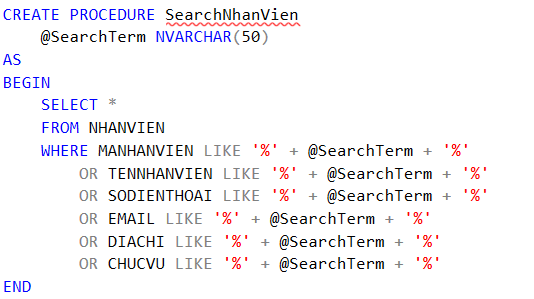 CREATE PROCEDURE SearchNhanVien
    @SearchTerm NVARCHAR(50)
AS
BEGIN
    SELECT *
    FROM NHANVIEN
    WHERE MANHANVIEN LIKE '%' + @SearchTerm + '%'
        OR TENNHANVIEN LIKE '%' + @SearchTerm + '%'
        OR SODIENTHOAI LIKE '%' + @SearchTerm + '%'
        OR EMAIL LIKE '%' + @SearchTerm + '%'
        OR DIACHI LIKE '%' + @SearchTerm + '%'
        OR CHUCVU LIKE '%' + @SearchTerm + '%'
END